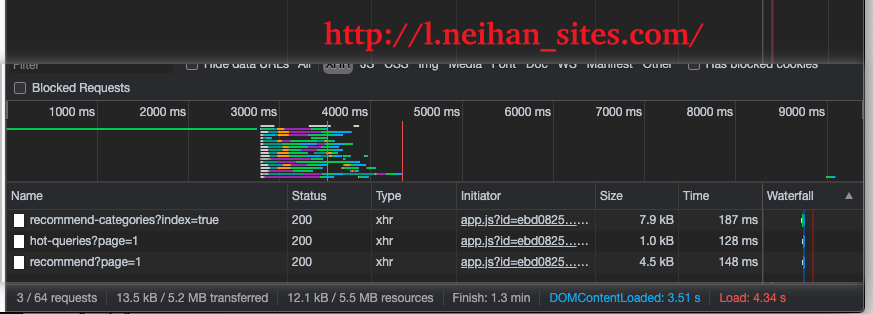 http://l.neihan_sites.com/
Filter Hide data URLs All XHR JS CSS Img Media Font Doc WS Manifest Other Has blocked cookies
Blocked Requests
1000 ms 2000 ms 3000 ms 4000 ms 5000 ms 6000 ms 7000 ms 8000 ms 9000 ms
Name Status Type Initiator Size Time Waterfall ▲
recommend-categories?index=true 200 xhr app.js?id=ebd0825...... 7.9 kB 187 ms
hot-queries?page=1 200 xhr app.js?id=ebd0825...... 1.0 kB 128 ms
recommend?page=1 200 xhr app.js?id=ebd0825...... 4.5 kB 148 ms
3 / 64 requests 13.5 kB / 5.2 MB transferred 12.1 kB / 5.5 MB resources Finish: 1.3 min DOMContentLoaded: 3.51 s Load: 4.34 s